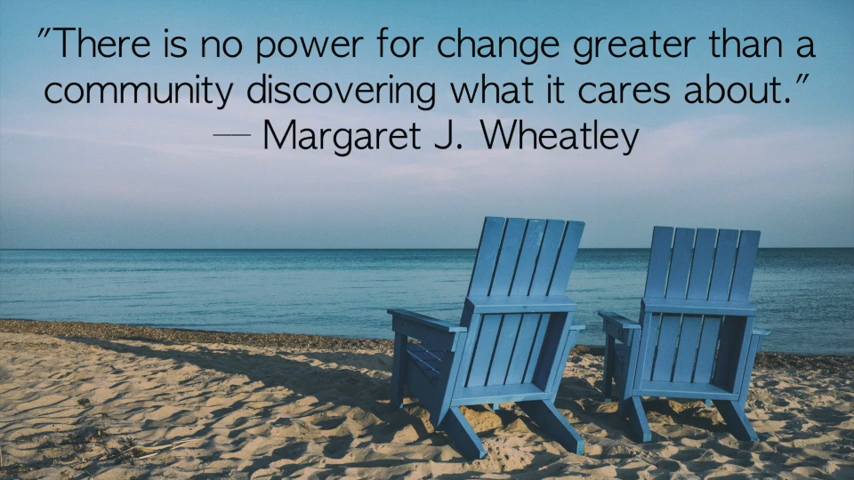 "There is no power for change greater than a
community discovering what it cares about."
— Margaret J. Wheatley